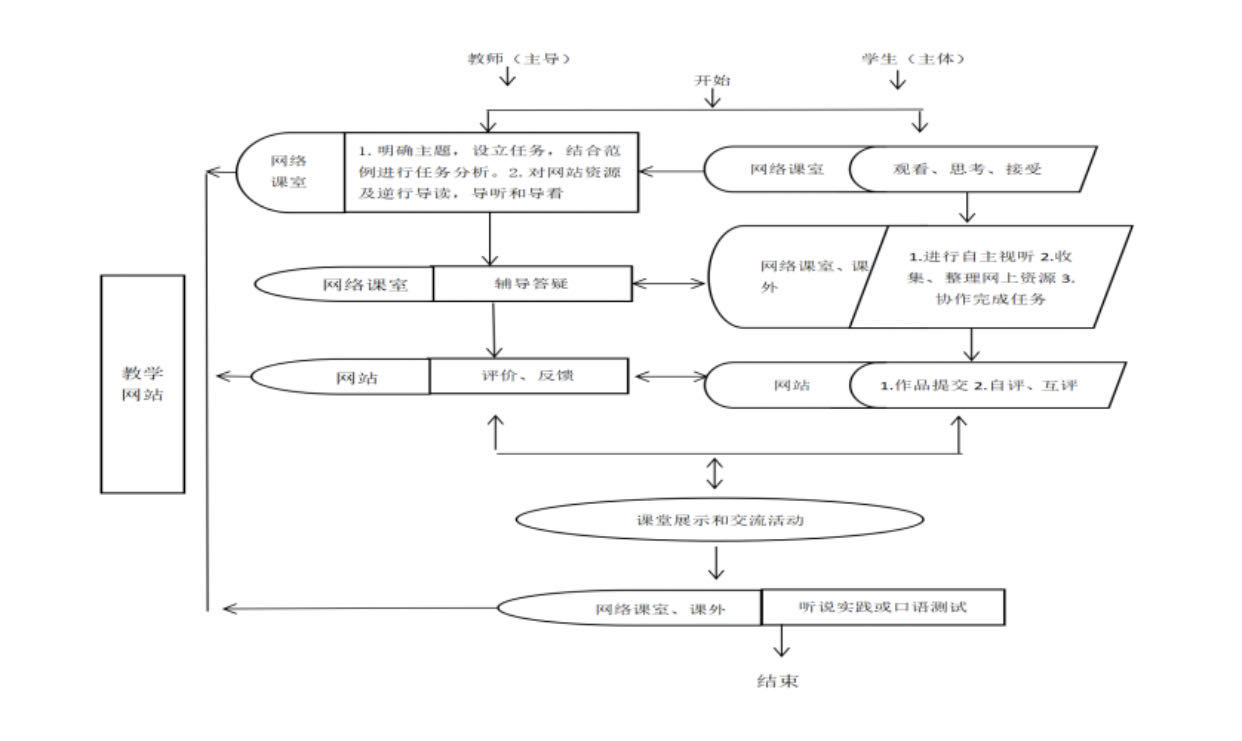 教师（主导）
学生（主体）
开始
网络
课室
1. 明确主题，设立任务，结合范
例进行任务分析。2. 对网站资源
及逆行导读，导听和导看
网络课室
观看、思考、接受
网络课室
辅导答疑
网络课室、课
外
1.进行自主视听 2.收
集、整理网上资源 3.
协作完成任务
教学
网站
网站
评价、反馈
网站
1.作品提交 2.自评、互评
课堂展示和交流活动
网络课室、课外
听说实践或口语测试
结束